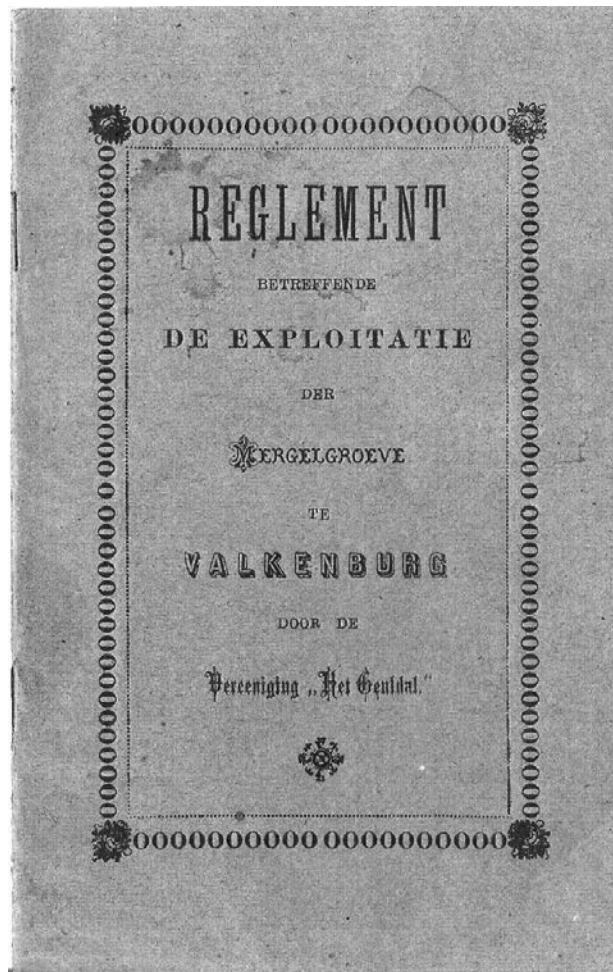 REGLEMENT
BETREFFENDE
DE EXPLOITATIE
DER
MERGELGROEVE
TE
VALKENBURG
DOOR DE
Vereeniging „Het Geuldal.”